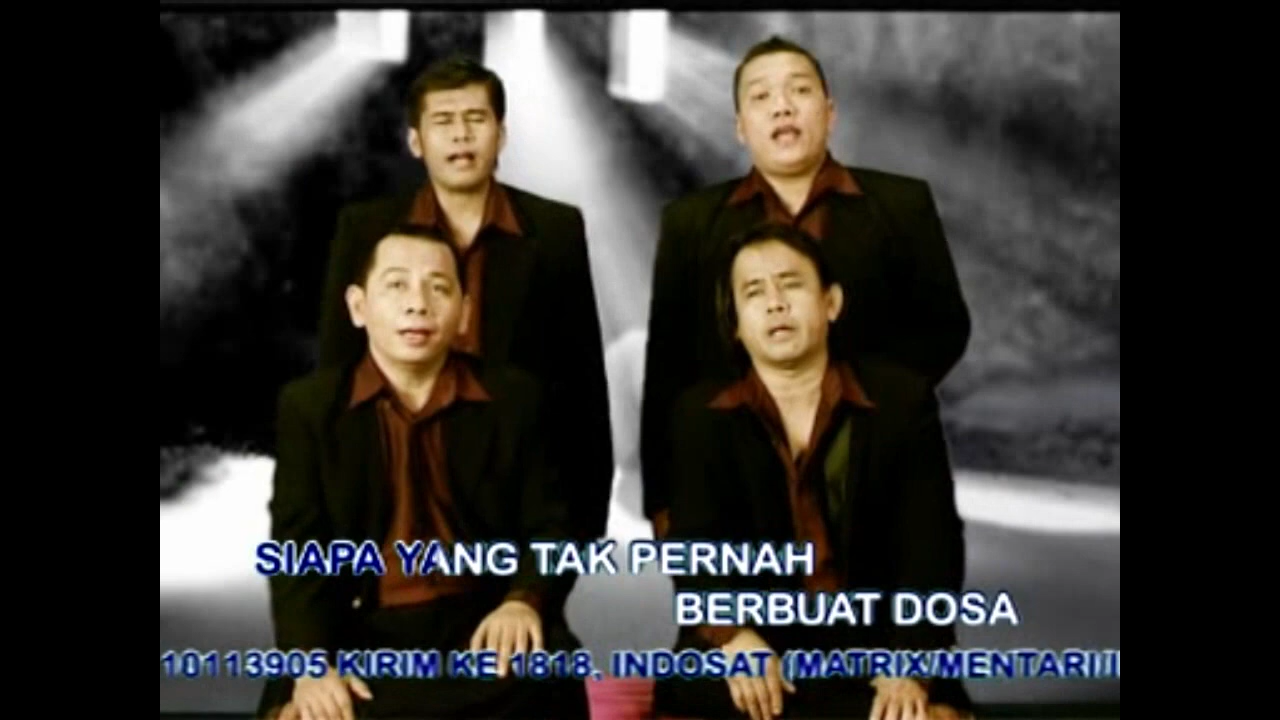 SIAPA YANG TAK PERNAH
BERBUAT DOSA
10113905 KIRIM KE 1818, INDOSAT (MATRIX/MENTARI/I